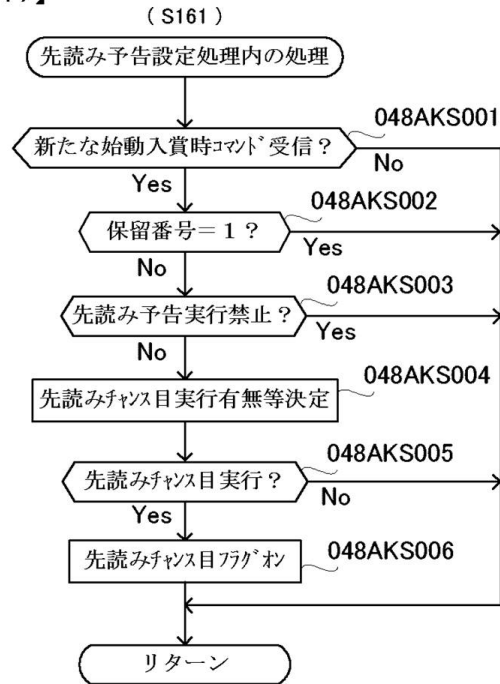 (S161)
先読み予告設定処理内の処理
048AKS001
新たな始動入賞時コマンド受信?
No
Yes
048AKS002
保留番号=1?
Yes
No
048AKS003
先読み予告実行禁止?
Yes
No
048AKS004
先読みチャンス目実行有無等決定
048AKS005
先読みチャンス目実行?
No
Yes
048AKS006
先読みチャンス目フラグオン
リターン